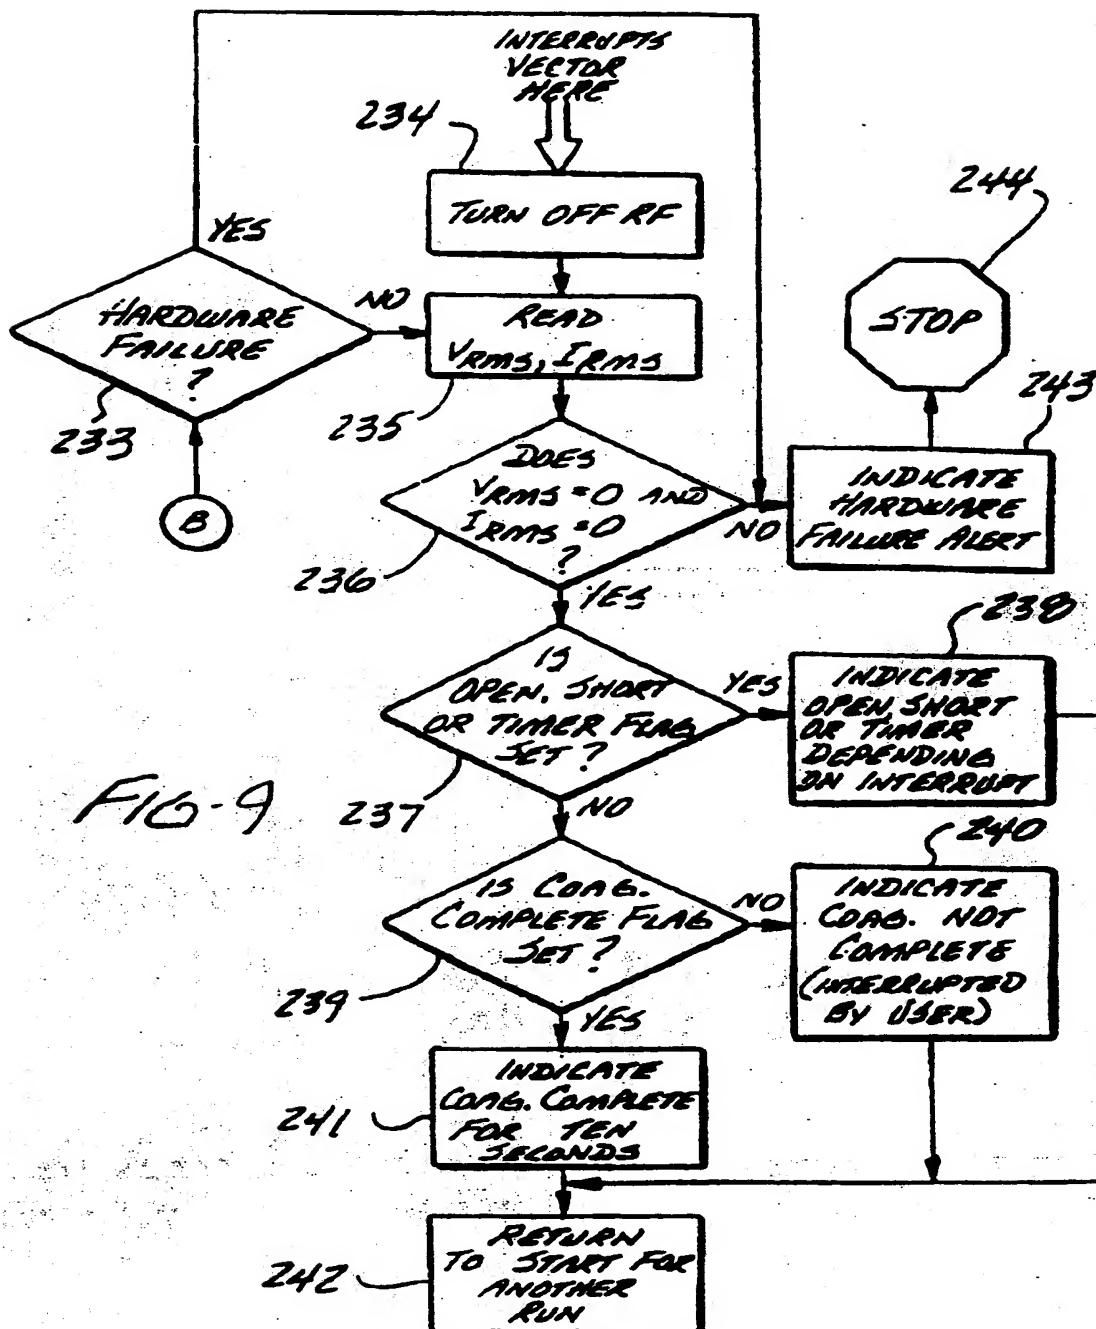 INTERRUPTS
VECTOR
HERE
234
TURN OFF RF
244
STOP
YES
HARDWARE
FAILURE
?
233
NO
READ
VRMS, IRMS
235
B
DOES
VRMS = 0 AND
IRMS = 0
?
236
NO
243
INDICATE
HARDWARE
FAILURE ALERT
YES
IS
OPEN, SHORT
OR TIMER FLAG
SET?
237
YES
238
INDICATE
OPEN, SHORT
OR TIMER
DEPENDING
ON INTERRUPT
FIG-9
NO
IS COAG.
COMPLETE FLAG
SET?
239
NO
240
INDICATE
COAG. NOT
COMPLETE
(INTERRUPTED
BY USER)
YES
INDICATE
COAG. COMPLETE
FOR TEN
SECONDS
241
RETURN
TO START FOR
ANOTHER
RUN
242